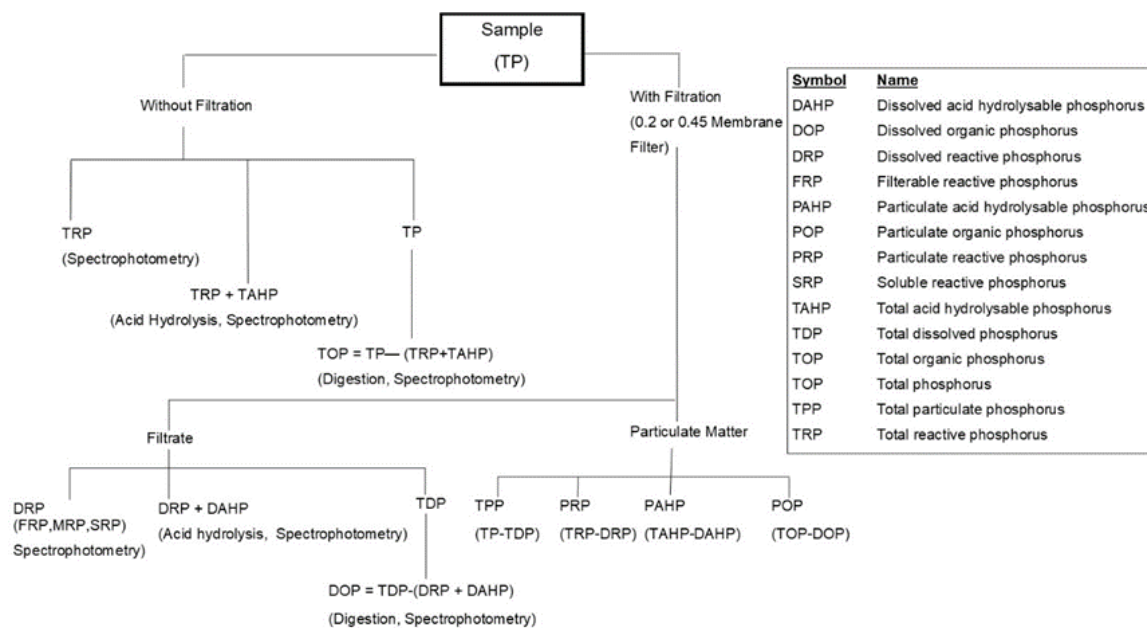 Sample
(TP)
Without Filtration
With Filtration
(0.2 or 0.45 Membrane
Filter)
TRP
(Spectrophotometry)
TRP + TAHP
(Acid Hydrolysis, Spectrophotometry)
TP
TOP = TP— (TRP+TAHP)
(Digestion, Spectrophotometry)
Filtrate
Particulate Matter
DRP
(FRP,MRP,SRP)
Spectrophotometry)
DRP + DAHP
(Acid hydrolysis, Spectrophotometry)
TDP
DOP = TDP-(DRP + DAHP)
(Digestion, Spectrophotometry)
TPP
(TP-TDP)
PRP
(TRP-DRP)
PAHP
(TAHP-DAHP)
POP
(TOP-DOP)
Symbol Name
DAHP Dissolved acid hydrolysable phosphorus
DOP Dissolved organic phosphorus
DRP Dissolved reactive phosphorus
FRP Filterable reactive phosphorus
PAHP Particulate acid hydrolysable phosphorus
POP Particulate organic phosphorus
PRP Particulate reactive phosphorus
SRP Soluble reactive phosphorus
TAHP Total acid hydrolysable phosphorus
TDP Total dissolved phosphorus
TOP Total organic phosphorus
TOP Total phosphorus
TPP Total particulate phosphorus
TRP Total reactive phosphorus